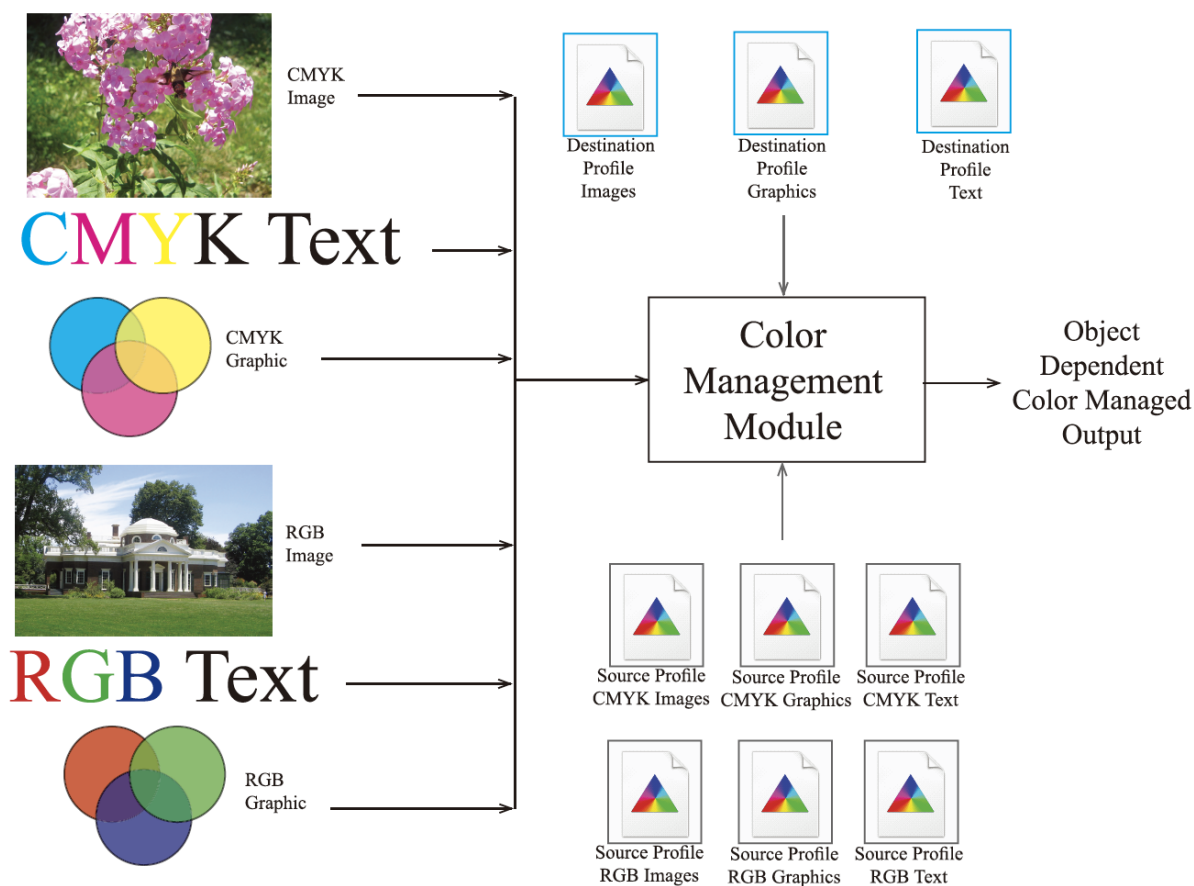 CMYK
Image
CMYK Text
CMYK
Graphic
RGB
Image
RGB Text
RGB
Graphic
Destination
Profile
Images
Destination
Profile
Graphics
Destination
Profile
Text
Color
Management
Module
Object
Dependent
Color Managed
Output
Source Profile
CMYK Images
Source Profile
CMYK Graphics
Source Profile
CMYK Text
Source Profile
RGB Images
Source Profile
RGB Graphics
Source Profile
RGB Text